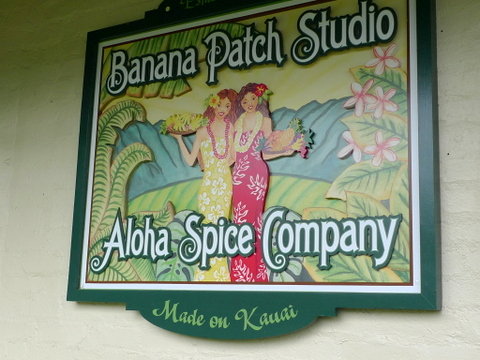 Banana Patch Studio
Aloha Spice Company
Made on Kauai